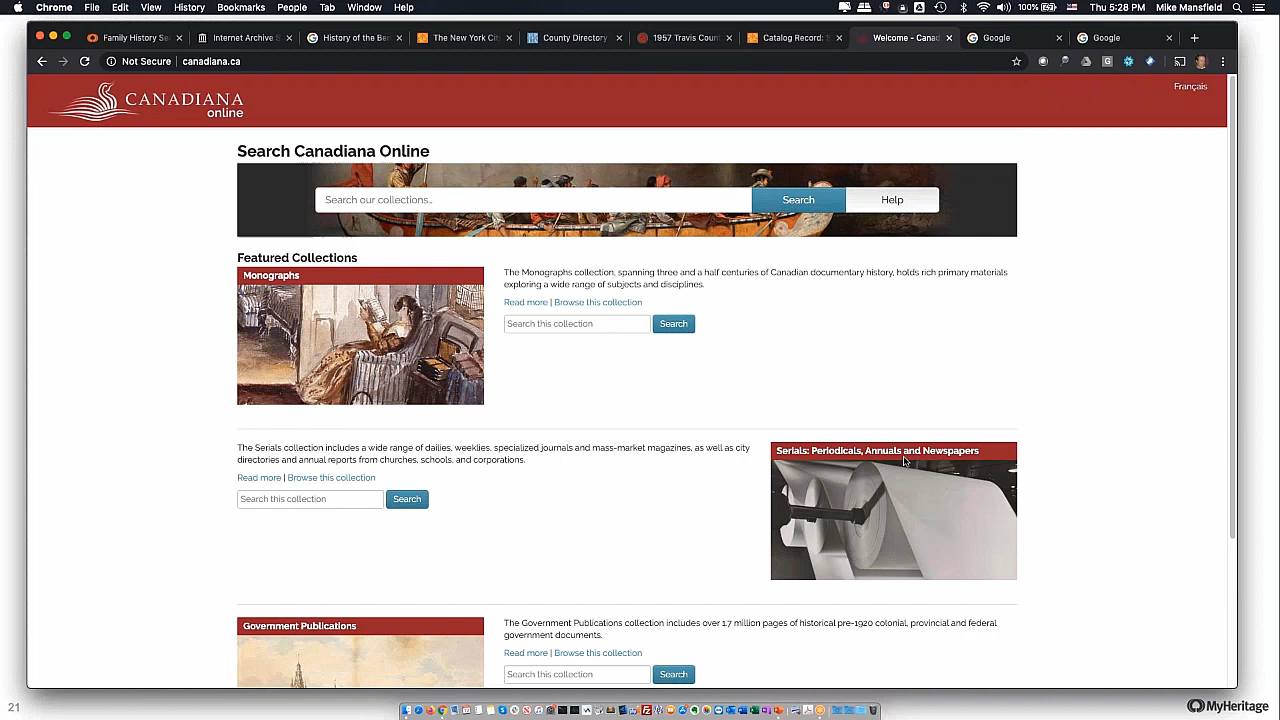 Chrome File Edit View History Bookmarks People Tab Window Help 100% Thu 5:28 PM Mike Mansfield
Family History Se
Internet Archive S
History of the Be
The New York Cit
County Directory
1957 Travis Coun
Catalog Record: S
Welcome - Canad
Google
Google
Not Secure | canadiana.ca
CANADIANA
online
Français
Search Canadiana Online
Search our collections...
Search
Help
Featured Collections
Monographs
The Monographs collection, spanning three and a half centuries of Canadian documentary history, holds rich primary materials
exploring a wide range of subjects and disciplines.
Read more | Browse this collection
Search this collection Search
The Serials collection includes a wide range of dailies, weeklies, specialized journals and mass-market magazines, as well as city
directories and annual reports from churches, schools, and corporations.
Read more | Browse this collection
Search this collection Search
Serials: Periodicals, Annuals and Newspapers
Government Publications
The Government Publications collection includes over 1.7 million pages of historical pre-1920 colonial, provincial and federal
government documents.
Read more | Browse this collection
Search this collection Search
21
MyHeritage